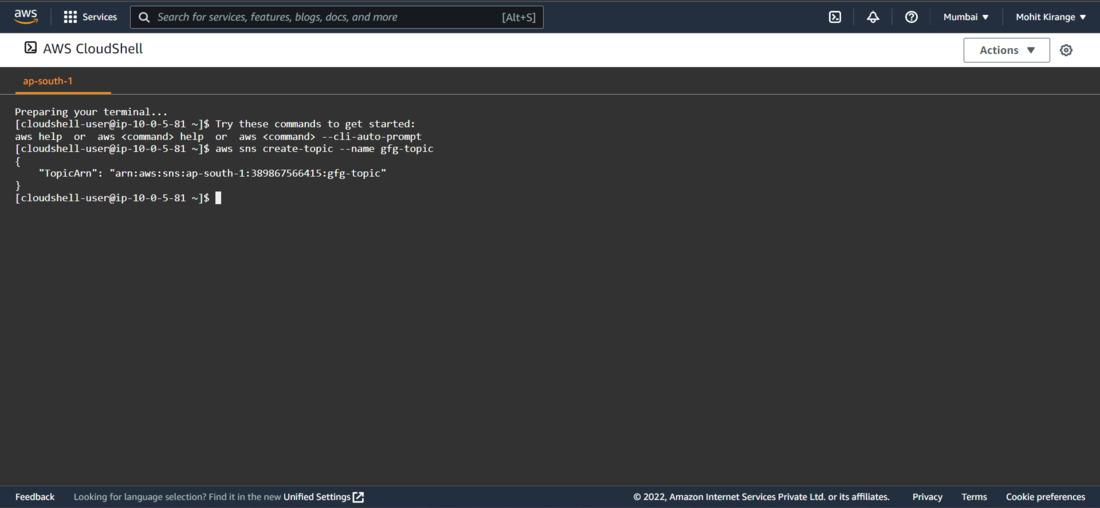 aws Services Search for services, features, blogs, docs, and more [Alt+S] Mumbai ▼ Mohit Kirange ▼
AWS CloudShell Actions ▼
ap-south-1
Preparing your terminal...
[cloudshell-user@ip-10-0-5-81 ~]$ Try these commands to get started:
aws help  or  aws <command> help  or  aws <command> --cli-auto-prompt
[cloudshell-user@ip-10-0-5-81 ~]$ aws sns create-topic --name gfg-topic
{
    "TopicArn": "arn:aws:sns:ap-south-1:389867566415:gfg-topic"
}
[cloudshell-user@ip-10-0-5-81 ~]$
Feedback Looking for language selection? Find it in the new Unified Settings © 2022, Amazon Internet Services Private Ltd. or its affiliates. Privacy Terms Cookie preferences